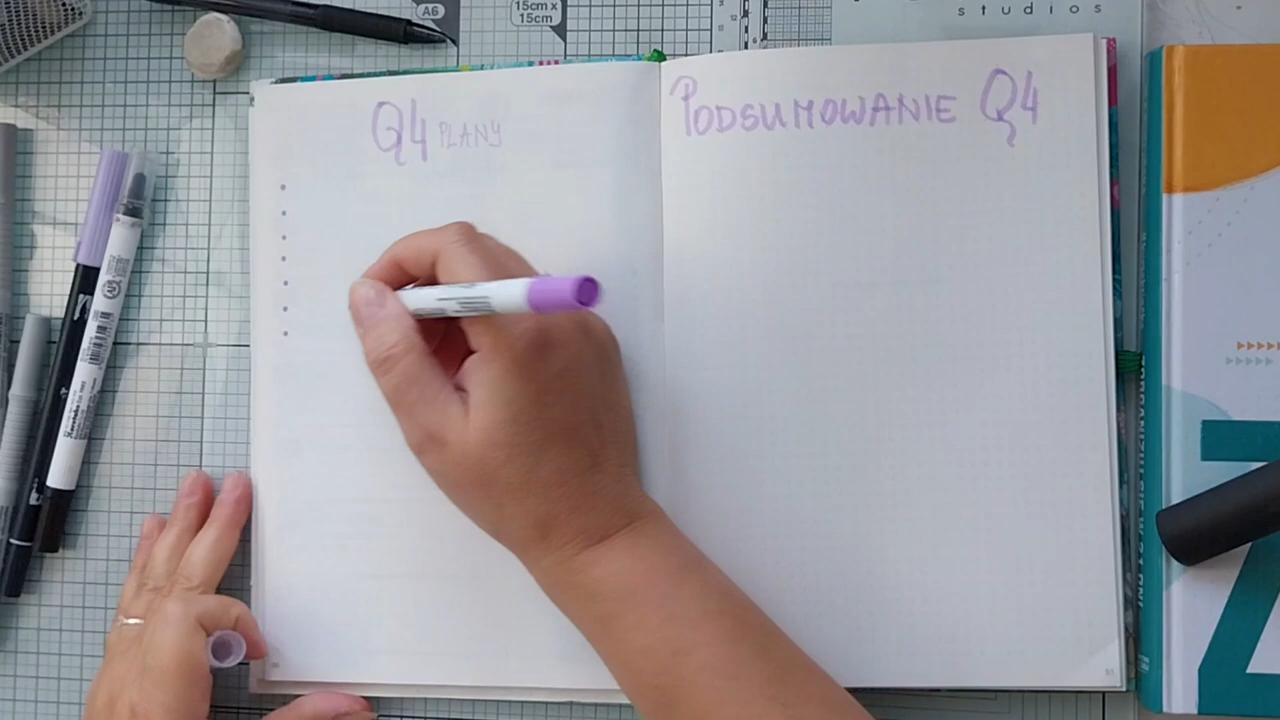 A6
15cm x
15cm
studios
Q4 PLANY
PODSUMOWANIE Q4